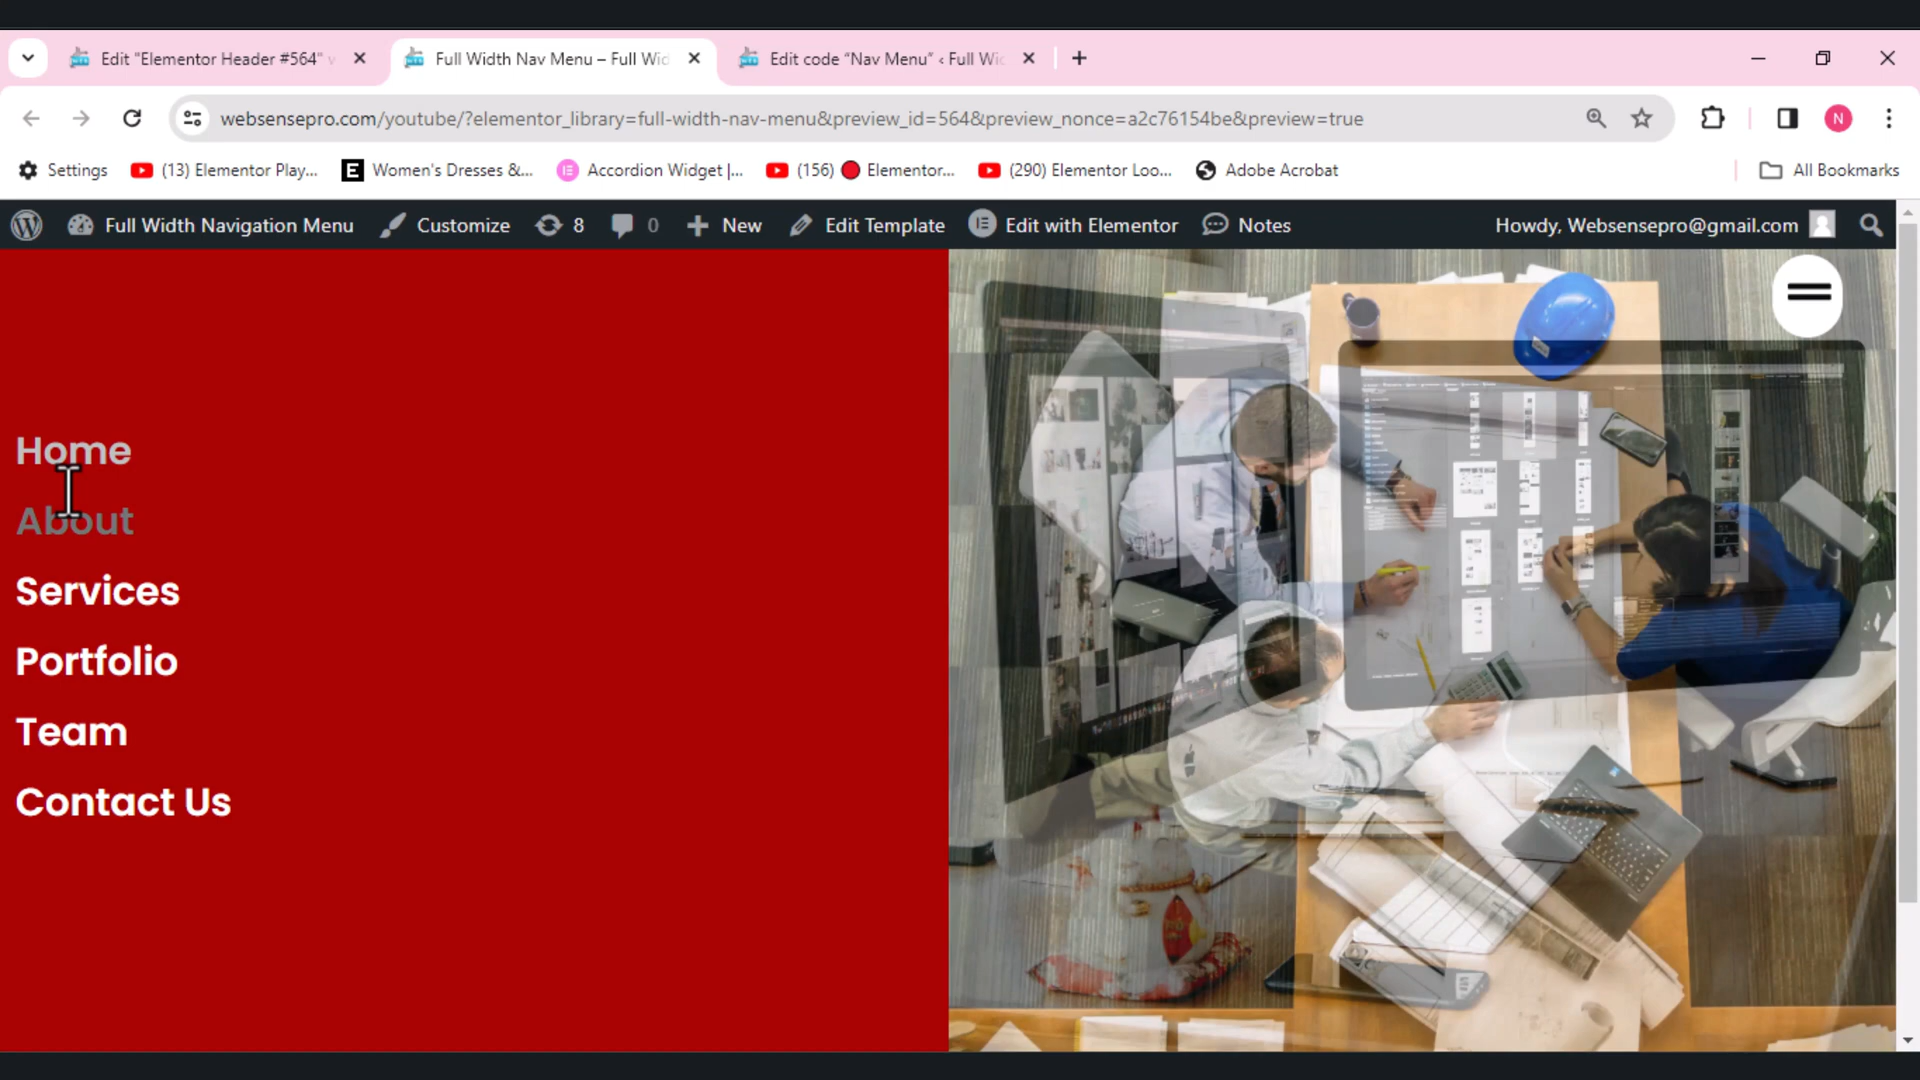 Edit "Elementor Header #564"
Full Width Nav Menu – Full Wid
Edit code “Nav Menu” ‹ Full Wi
websensepro.com/youtube/?elementor_library=full-width-nav-menu&preview_id=564&preview_nonce=a2c76154be&preview=true
N
Settings
(13) Elementor Play...
E
Women's Dresses &...
Accordion Widget |...
(156) Elementor...
(290) Elementor Loo...
Adobe Acrobat
All Bookmarks
Full Width Navigation Menu
Customize
8
0
New
Edit Template
Edit with Elementor
Notes
Howdy, Websensepro@gmail.com
Home
About
Services
Portfolio
Team
Contact Us